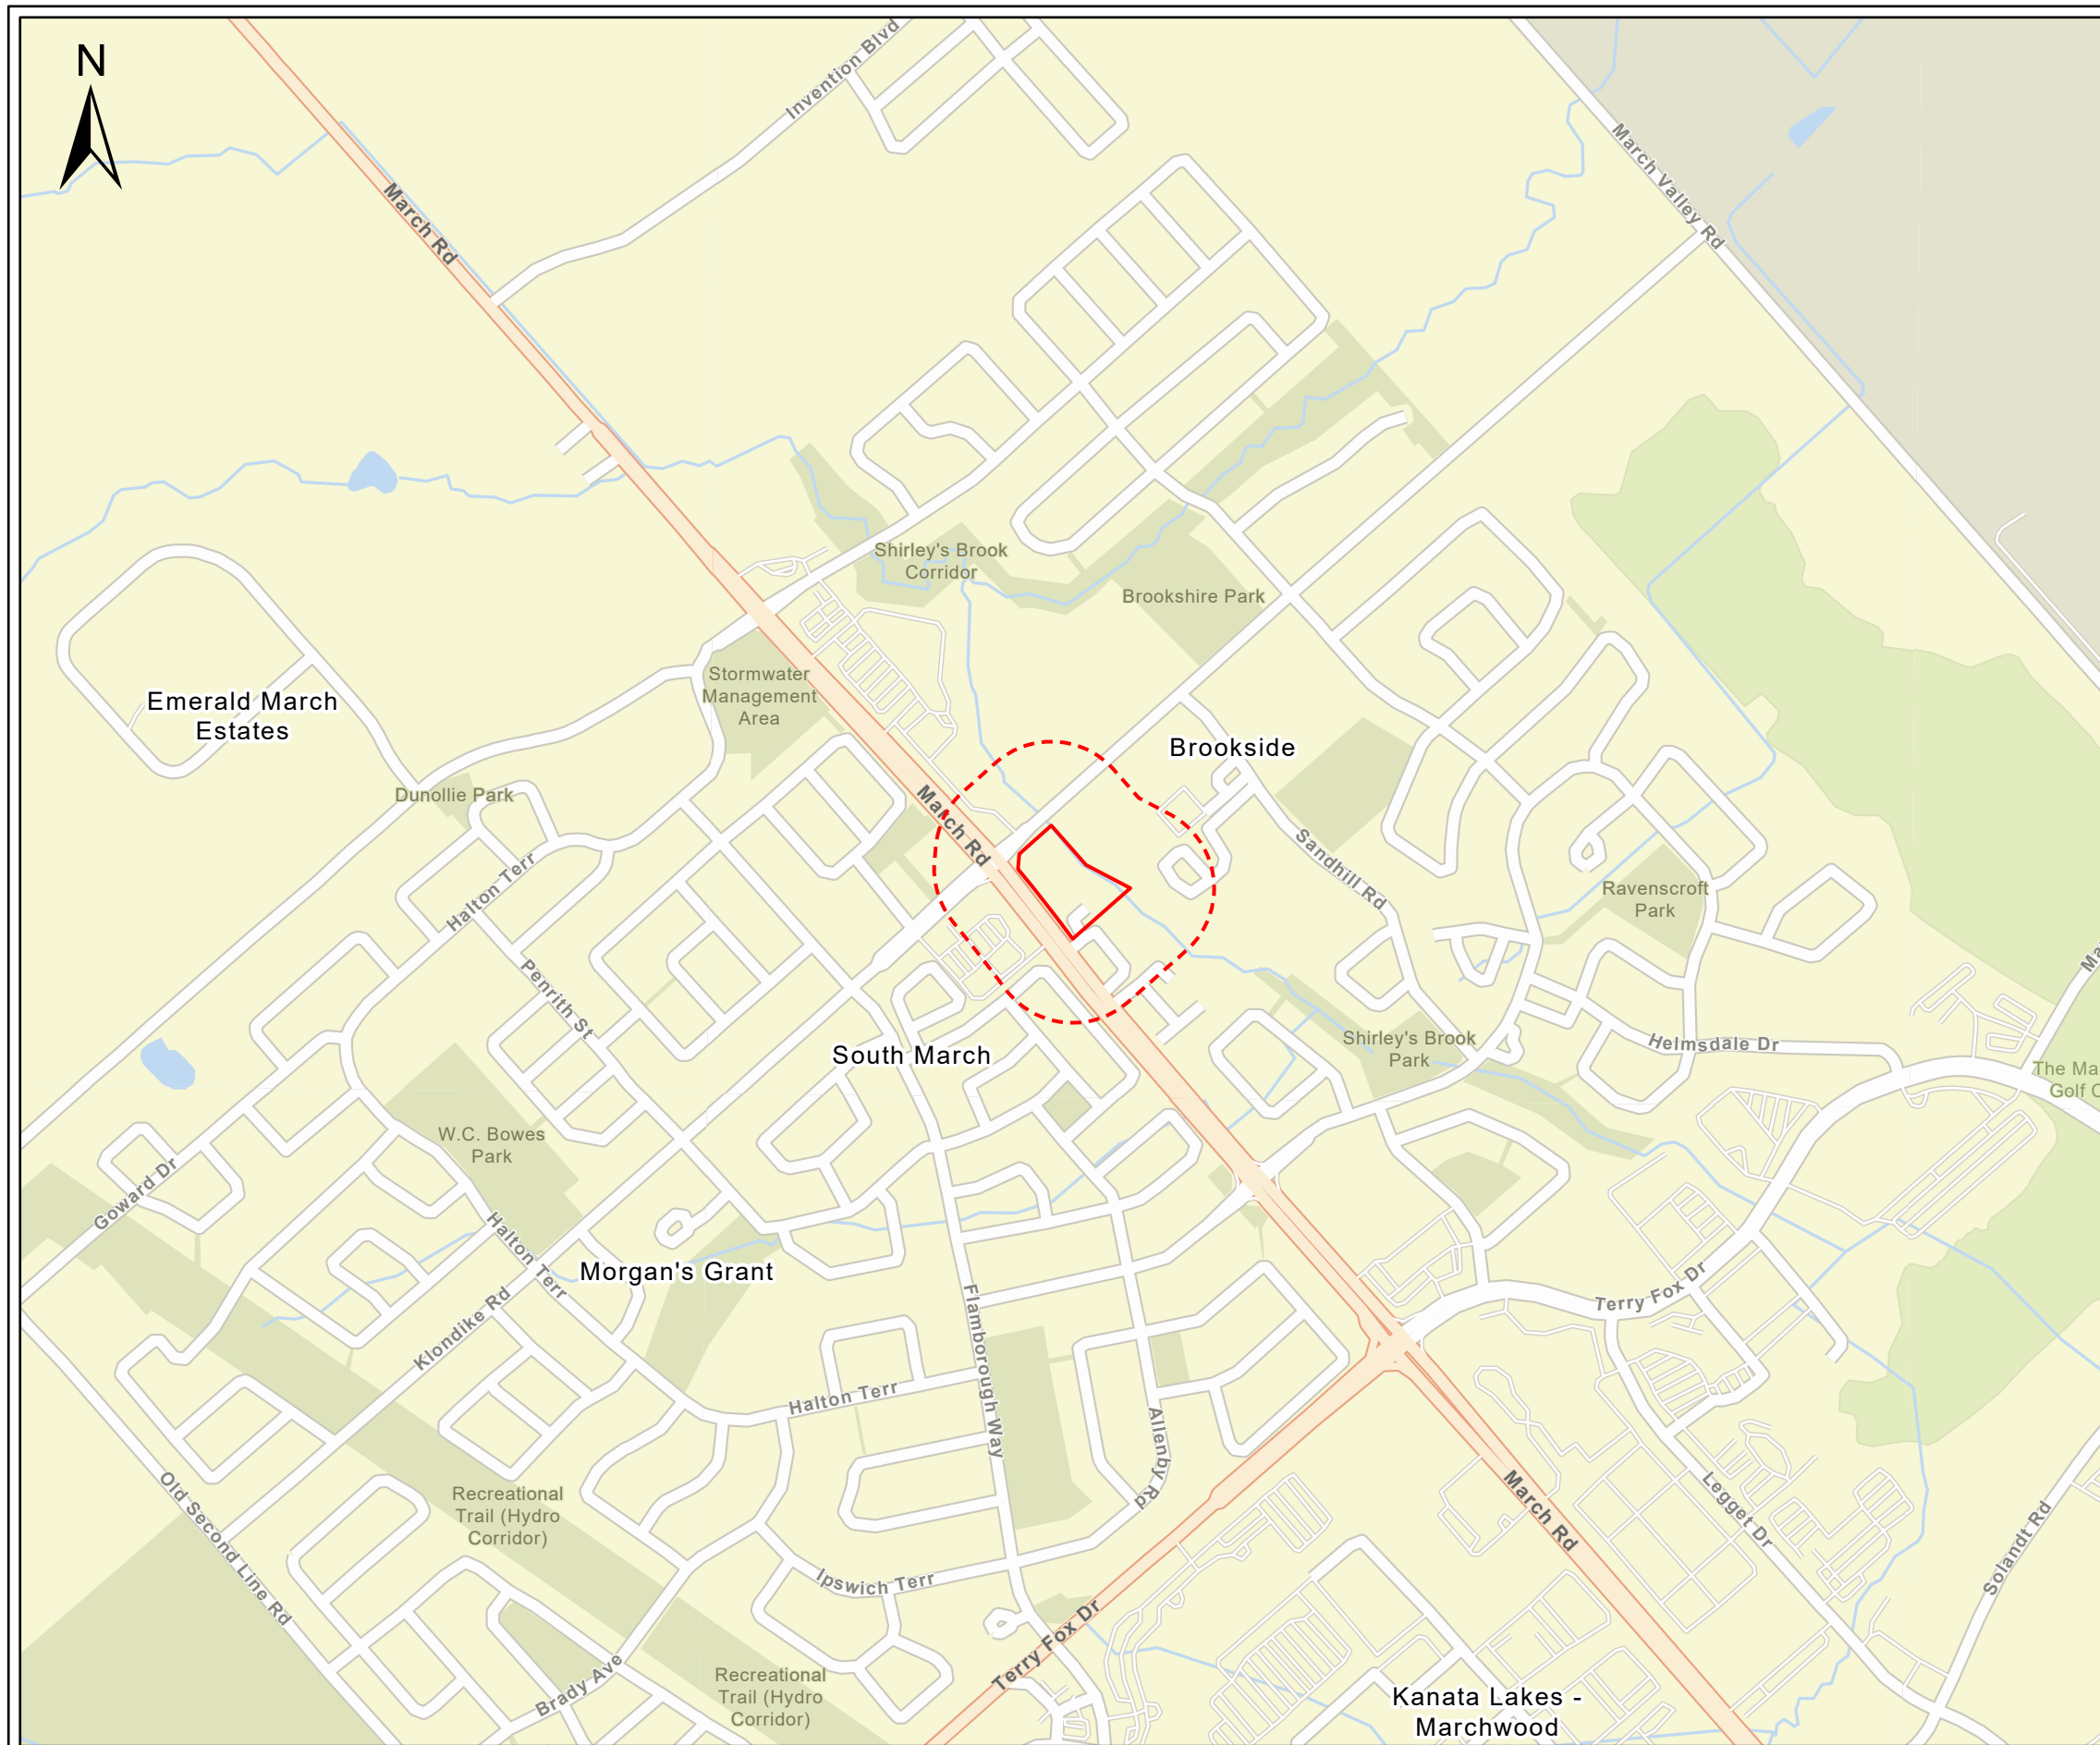 N
Invention Blvd
March Rd
March Valley Rd
Shirley's Brook
Corridor
Brookshire Park
Stormwater
Management
Area
Emerald March
Estates
Brookside
Dunollie Park
March Rd
Sandhill Rd
Halton Terr
Ravenscroft
Park
Penrith St
South March
Shirley's Brook
Park
Helmsdale Dr
The Ma
Golf C
Ma
W.C. Bowes
Park
Goward Dr
Halton Terr
Morgan's Grant
Klondike Rd
Flamborough Way
Terry Fox Dr
Halton Terr
Allenby Rd
Old Second Line Rd
Recreational
Trail (Hydro
Corridor)
March Rd
Legget Dr
Solandt Rd
Ipswich Terr
Terry Fox Dr
Brady Ave
Recreational
Trail (Hydro
Corridor)
Kanata Lakes -
Marchwood